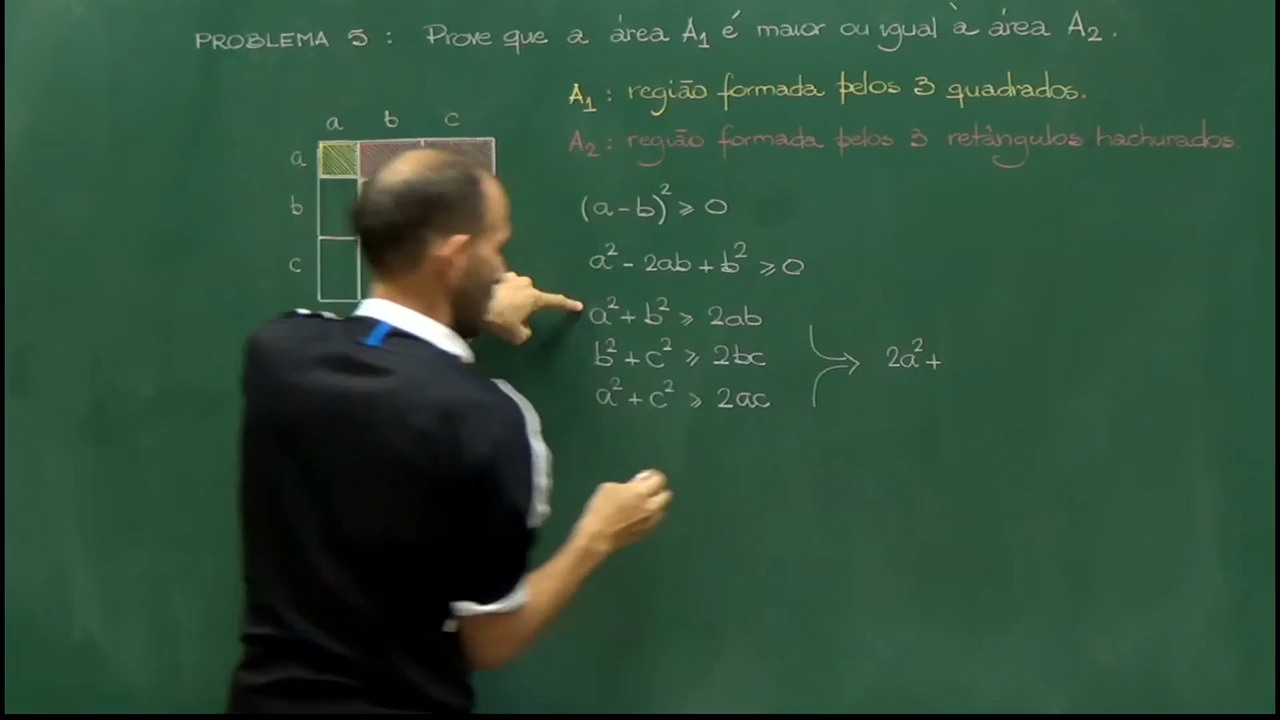 PROBLEMA 5 : Prove que a área A₁ é maior ou igual à área A₂.
A₁ : região formada pelos 3 quadrados.
A₂ : região formada pelos 3 retângulos hachurados.
a b c
a
b
c
(a-b)² ≥ 0
a² - 2ab + b² ≥ 0
a² + b² ≥ 2ab
b² + c² ≥ 2bc
a² + c² ≥ 2ac
2a² +